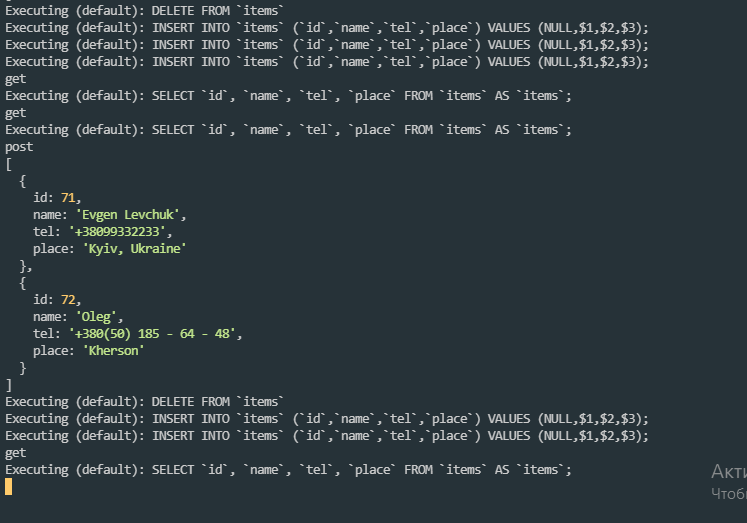 Executing (default): DELETE FROM `items`
Executing (default): INSERT INTO `items` (`id`,`name`,`tel`,`place`) VALUES (NULL,$1,$2,$3);
Executing (default): INSERT INTO `items` (`id`,`name`,`tel`,`place`) VALUES (NULL,$1,$2,$3);
Executing (default): INSERT INTO `items` (`id`,`name`,`tel`,`place`) VALUES (NULL,$1,$2,$3);
get
Executing (default): SELECT `id`, `name`, `tel`, `place` FROM `items` AS `items`;
get
Executing (default): SELECT `id`, `name`, `tel`, `place` FROM `items` AS `items`;
post
[
  {
    id: 71,
    name: 'Evgen Levchuk',
    tel: '+38099332233',
    place: 'Kyiv, Ukraine'
  },
  {
    id: 72,
    name: 'Oleg',
    tel: '+380(50) 185 - 64 - 48',
    place: 'Kherson'
  }
]
Executing (default): DELETE FROM `items`
Executing (default): INSERT INTO `items` (`id`,`name`,`tel`,`place`) VALUES (NULL,$1,$2,$3);
Executing (default): INSERT INTO `items` (`id`,`name`,`tel`,`place`) VALUES (NULL,$1,$2,$3);
get
Executing (default): SELECT `id`, `name`, `tel`, `place` FROM `items` AS `items`;